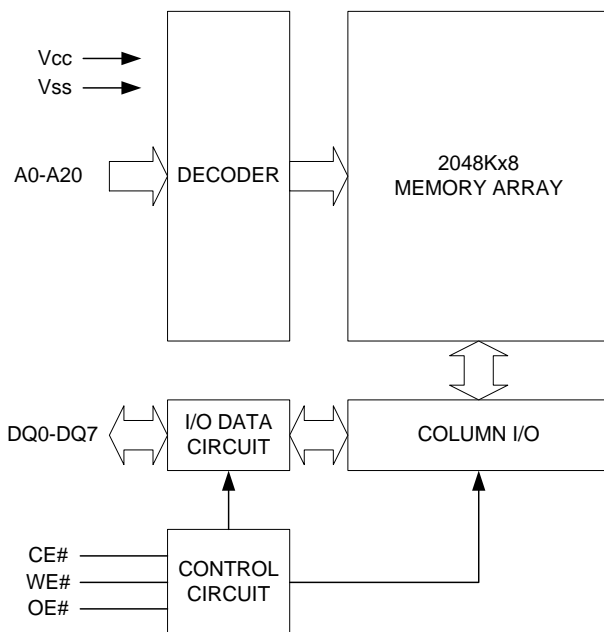 Vcc
Vss
A0-A20
DECODER
2048Kx8
MEMORY ARRAY
DQ0-DQ7
I/O DATA
CIRCUIT
COLUMN I/O
CE#
WE#
OE#
CONTROL
CIRCUIT